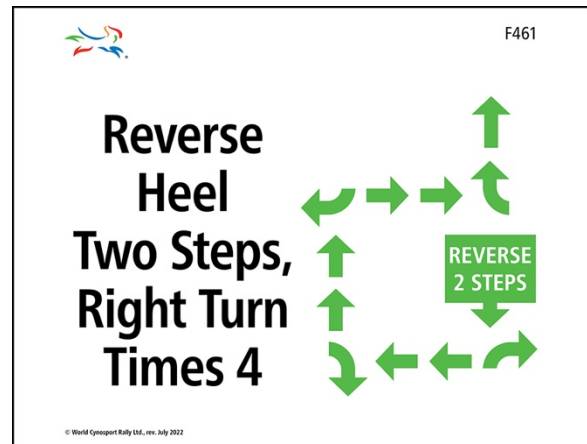 F461
Reverse
Heel
Two Steps,
Right Turn
Times 4
REVERSE
2 STEPS
© World Cynosport Rally Ltd., rev. July 2022